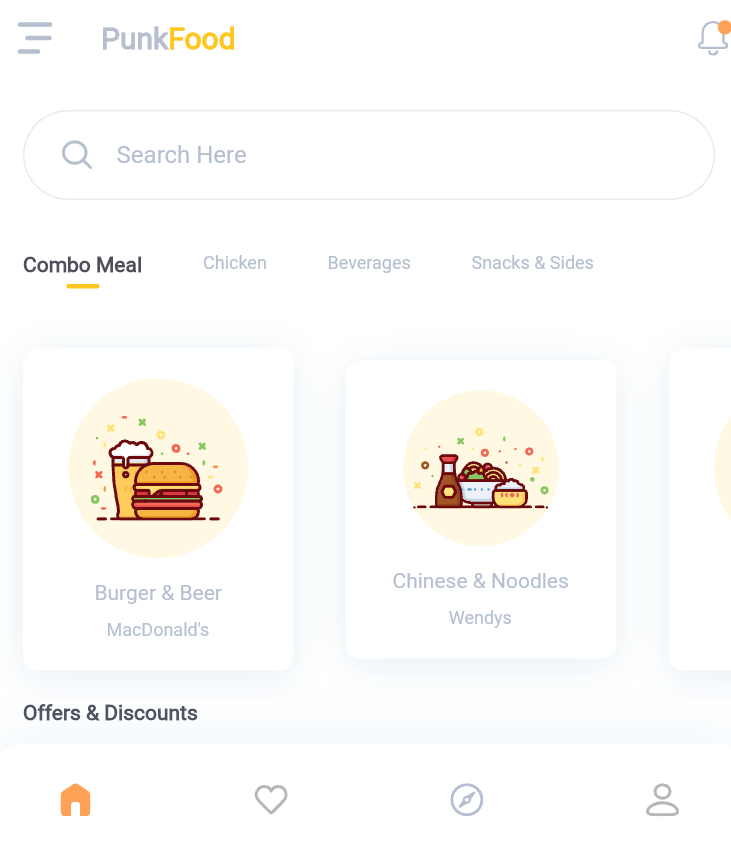 PunkFood
Search Here
Combo Meal Chicken Beverages Snacks & Sides
Burger & Beer
MacDonald's
Chinese & Noodles
Wendys
Offers & Discounts